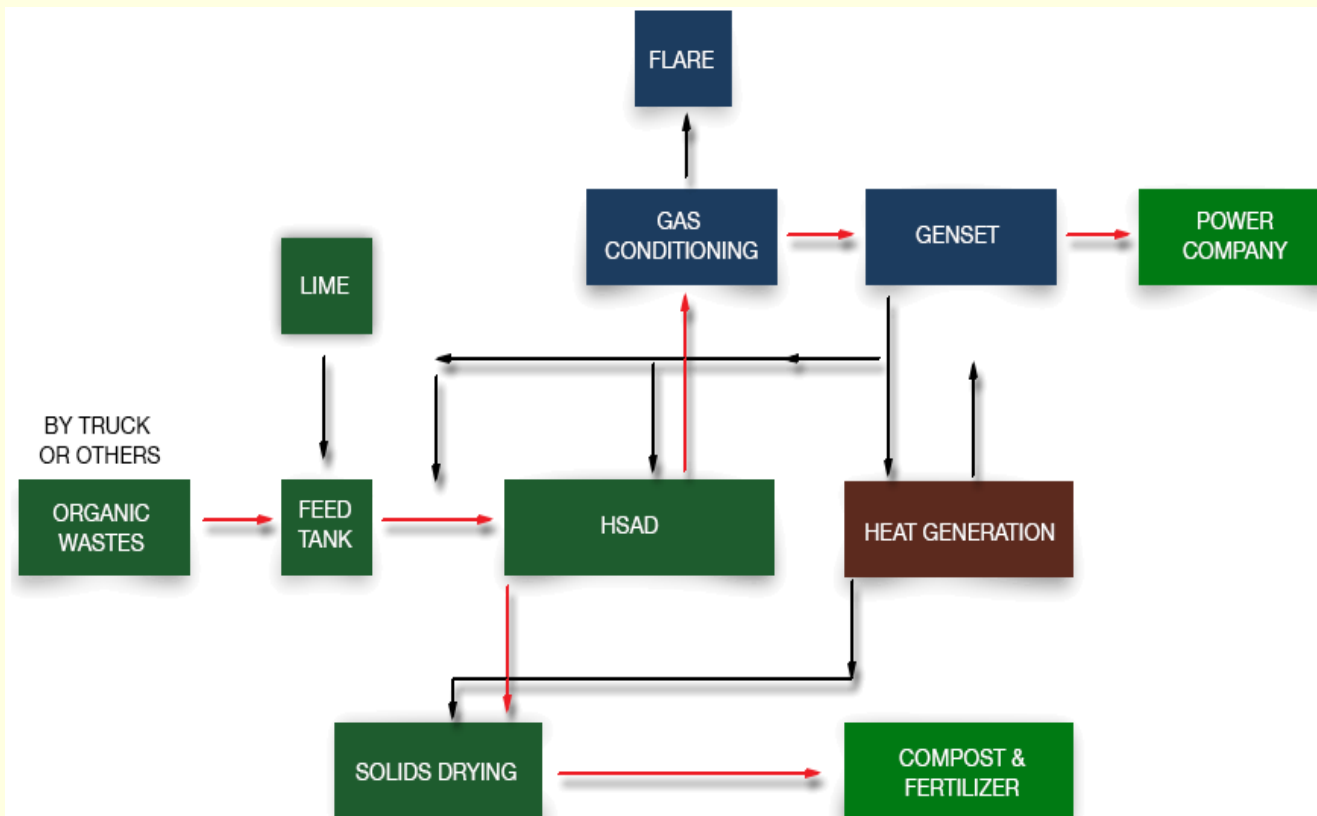 FLARE
GAS
CONDITIONING
GENSET
POWER
COMPANY
LIME
BY TRUCK
OR OTHERS
ORGANIC
WASTES
FEED
TANK
HSAD
HEAT GENERATION
SOLIDS DRYING
COMPOST &
FERTILIZER